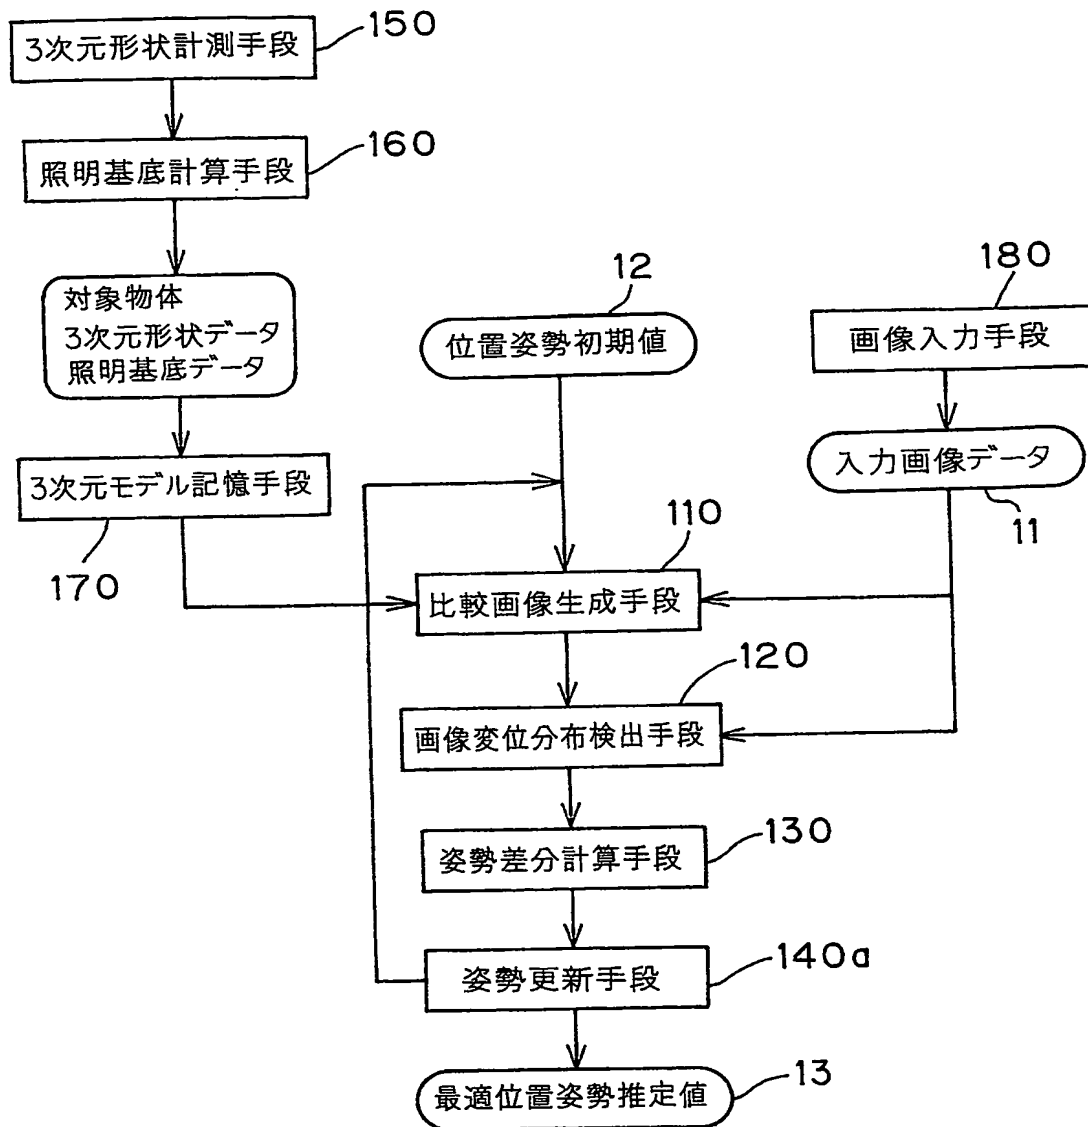 3次元形状計測手段
150
照明基底計算手段
160
対象物体
3次元形状データ
照明基底データ
3次元モデル記憶手段
170
12
位置姿勢初期値
180
画像入力手段
入力画像データ
11
110
比較画像生成手段
120
画像変位分布検出手段
130
姿勢差分計算手段
140a
姿勢更新手段
最適位置姿勢推定値
13